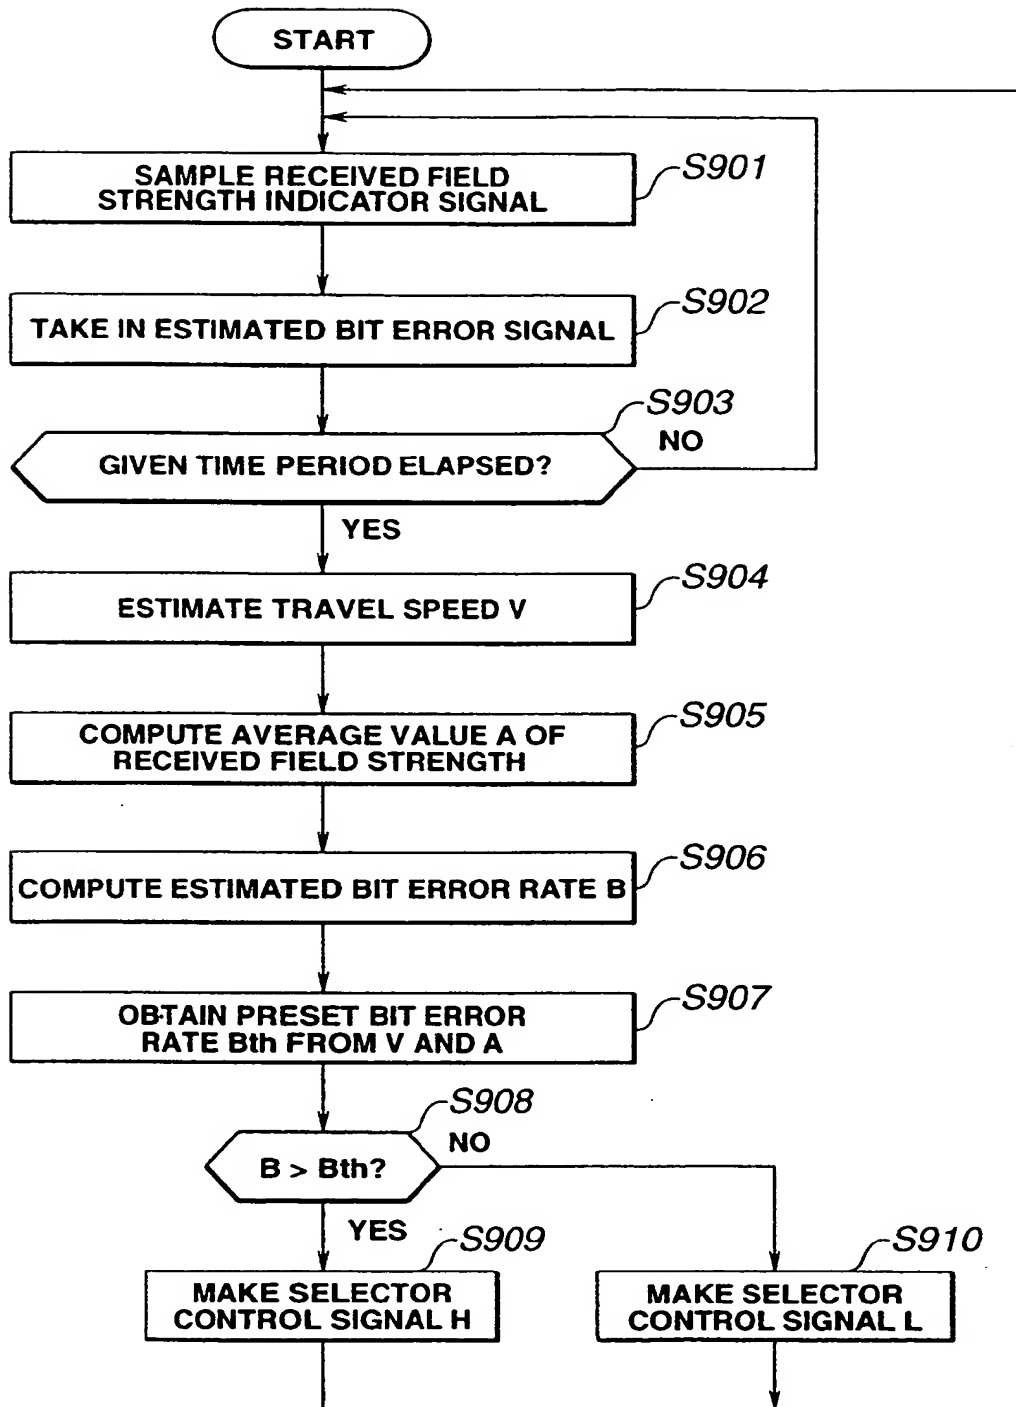 START
SAMPLE RECEIVED FIELD
STRENGTH INDICATOR SIGNAL
S901
TAKE IN ESTIMATED BIT ERROR SIGNAL
S902
GIVEN TIME PERIOD ELAPSED?
S903
NO
YES
ESTIMATE TRAVEL SPEED V
S904
COMPUTE AVERAGE VALUE A OF
RECEIVED FIELD STRENGTH
S905
COMPUTE ESTIMATED BIT ERROR RATE B
S906
OBTAIN PRESET BIT ERROR
RATE Bth FROM V AND A
S907
B > Bth?
S908
NO
YES
MAKE SELECTOR
CONTROL SIGNAL H
S909
MAKE SELECTOR
CONTROL SIGNAL L
S910